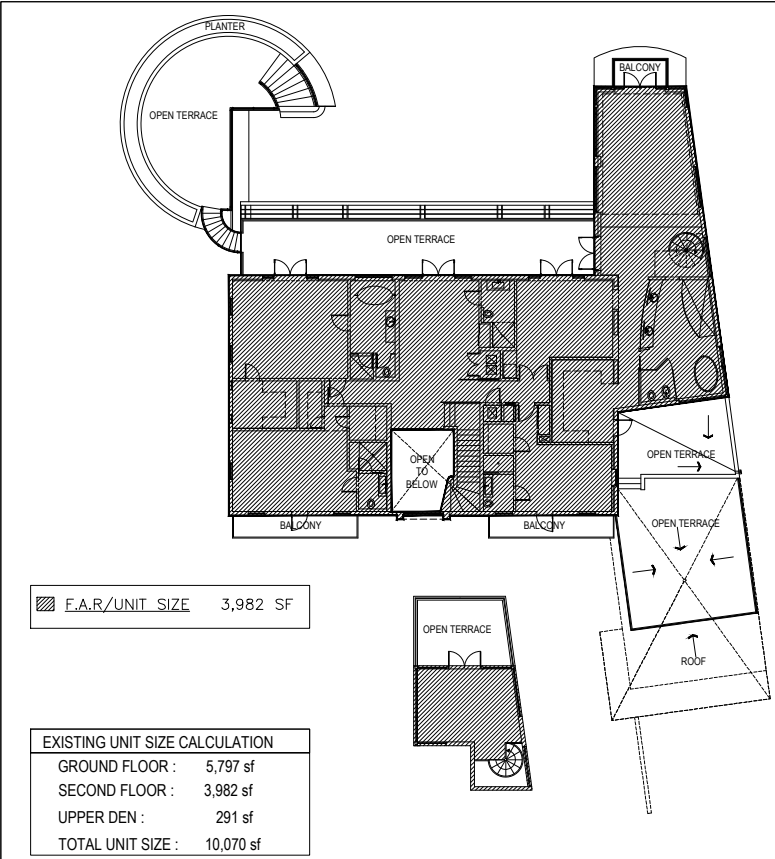 PLANTER
BALCONY
OPEN TERRACE
OPEN TERRACE
OPEN
TO
BELOW
OPEN TERRACE
BALCONY
BALCONY
OPEN TERRACE
F.A.R/UNIT SIZE 3,982 SF
OPEN TERRACE
ROOF
EXISTING UNIT SIZE CALCULATION
GROUND FLOOR : 5,797 sf
SECOND FLOOR : 3,982 sf
UPPER DEN : 291 sf
TOTAL UNIT SIZE : 10,070 sf